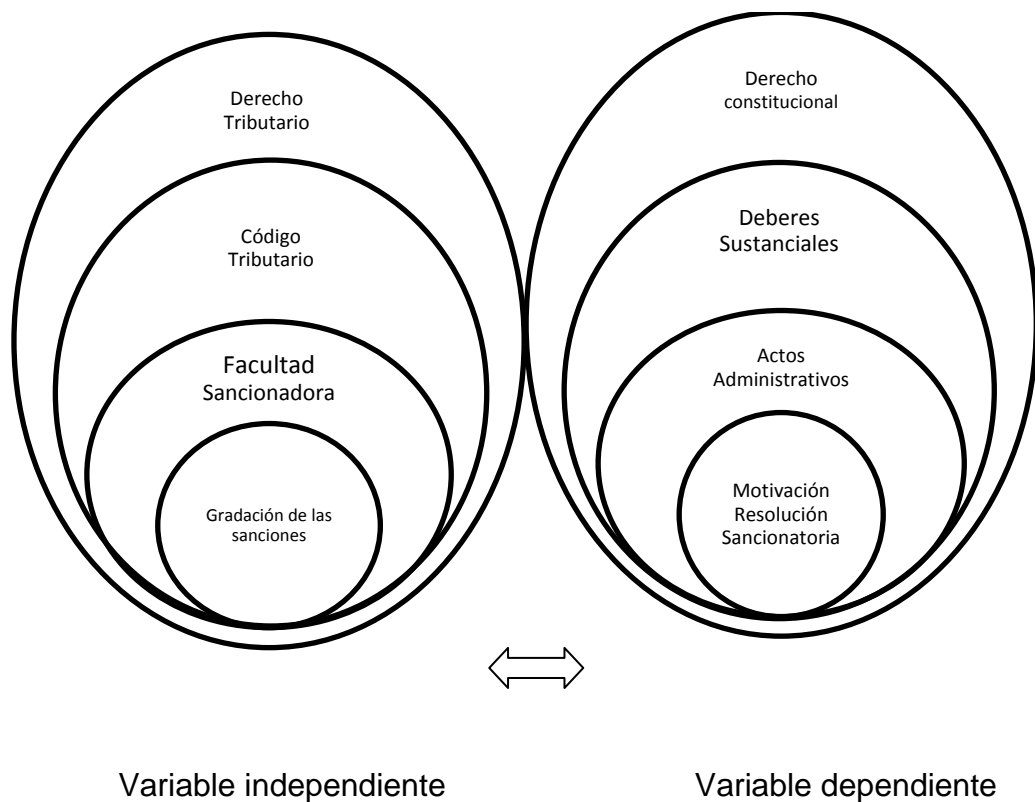 Derecho
Tributario
Código
Tributario
Facultad
Sancionadora
Gradación de las
sanciones
Derecho
constitucional
Deberes
Sustanciales
Actos
Administrativos
Motivación
Resolución
Sancionatoria
Variable independiente
Variable dependiente